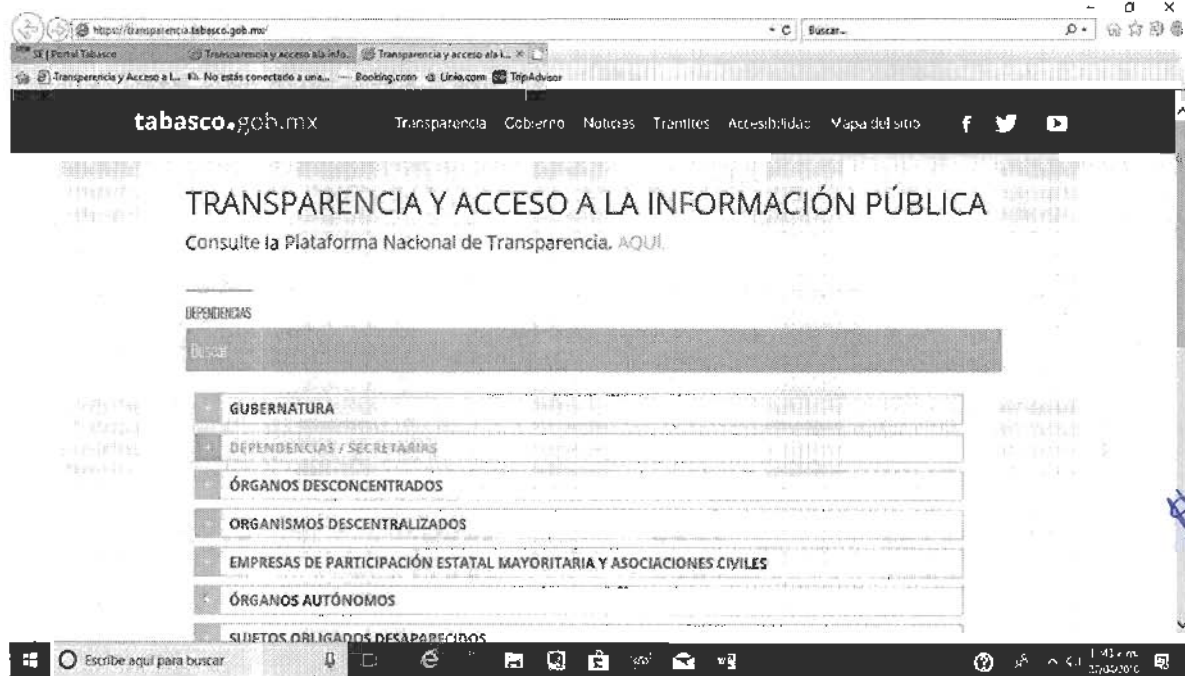 https://transparencia.tabasco.gob.mx/
Buscar...
SE | Portal Tabasco Transparencia y acceso a la info... Transparencia y acceso a la i...
Transparencia y Acceso a l... No estás conectado a una... Booking.com Linio.com TripAdvisor
tabasco.gob.mx Transparencia Gobierno Noticias Trámites Accesibilidad Mapa del sitio
TRANSPARENCIA Y ACCESO A LA INFORMACIÓN PÚBLICA
Consulte la Plataforma Nacional de Transparencia. AQUÍ.
DEPENDENCIAS
Buscar
GUBERNATURA
DEPENDENCIAS / SECRETARÍAS
ÓRGANOS DESCONCENTRADOS
ORGANISMOS DESCENTRALIZADOS
EMPRESAS DE PARTICIPACIÓN ESTATAL MAYORITARIA Y ASOCIACIONES CIVILES
ÓRGANOS AUTÓNOMOS
SUJETOS OBLIGADOS DESAPARECIDOS
Escribe aquí para buscar